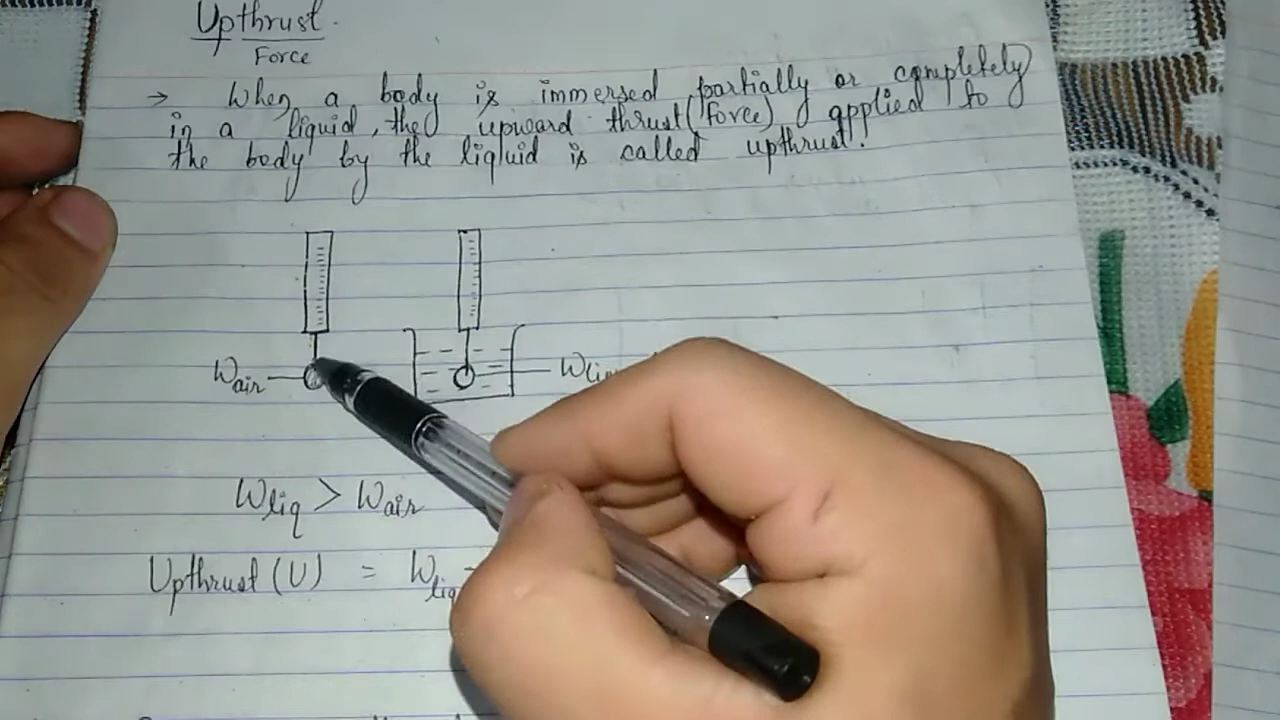 Upthrust.
Force
→ When a body is immersed partially or completely
in a liquid, the upward thrust (Force) applied to
the body by the liquid is called upthrust.
Wair
Wliq > Wair
Upthrust (U) = Wliq